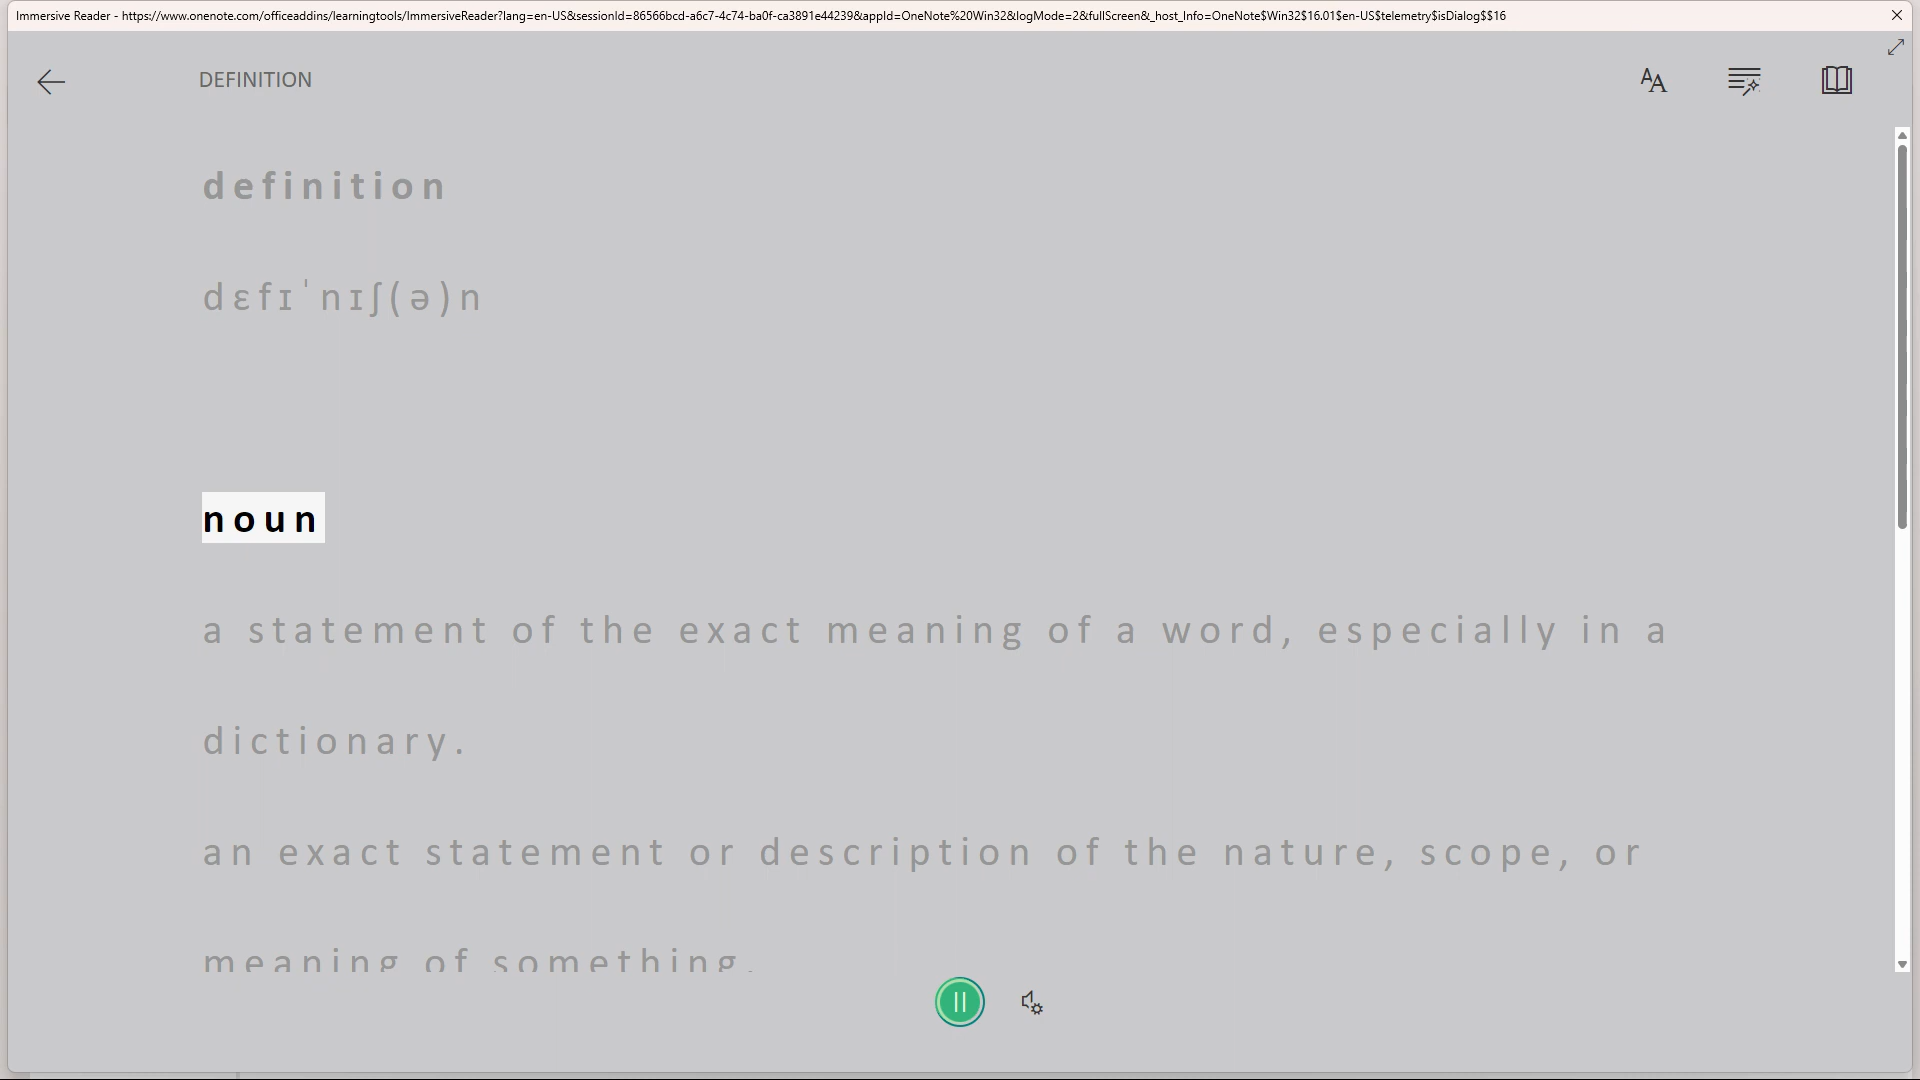 Immersive Reader - https://www.onenote.com/officeaddins/learningtools/ImmersiveReader?lang=en-US&sessionId=86566bcd-a6c7-4c74-ba0f-ca3891e44239&appId=OneNote%20Win32&logMode=2&fullScreen&_host_Info=OneNote$Win32$16.01$en-US$telemetry$isDialog$$16
DEFINITION
definition
dɛfɪˈnɪʃ(ə)n
noun
a statement of the exact meaning of a word, especially in a
dictionary.
an exact statement or description of the nature, scope, or
meaning of something.